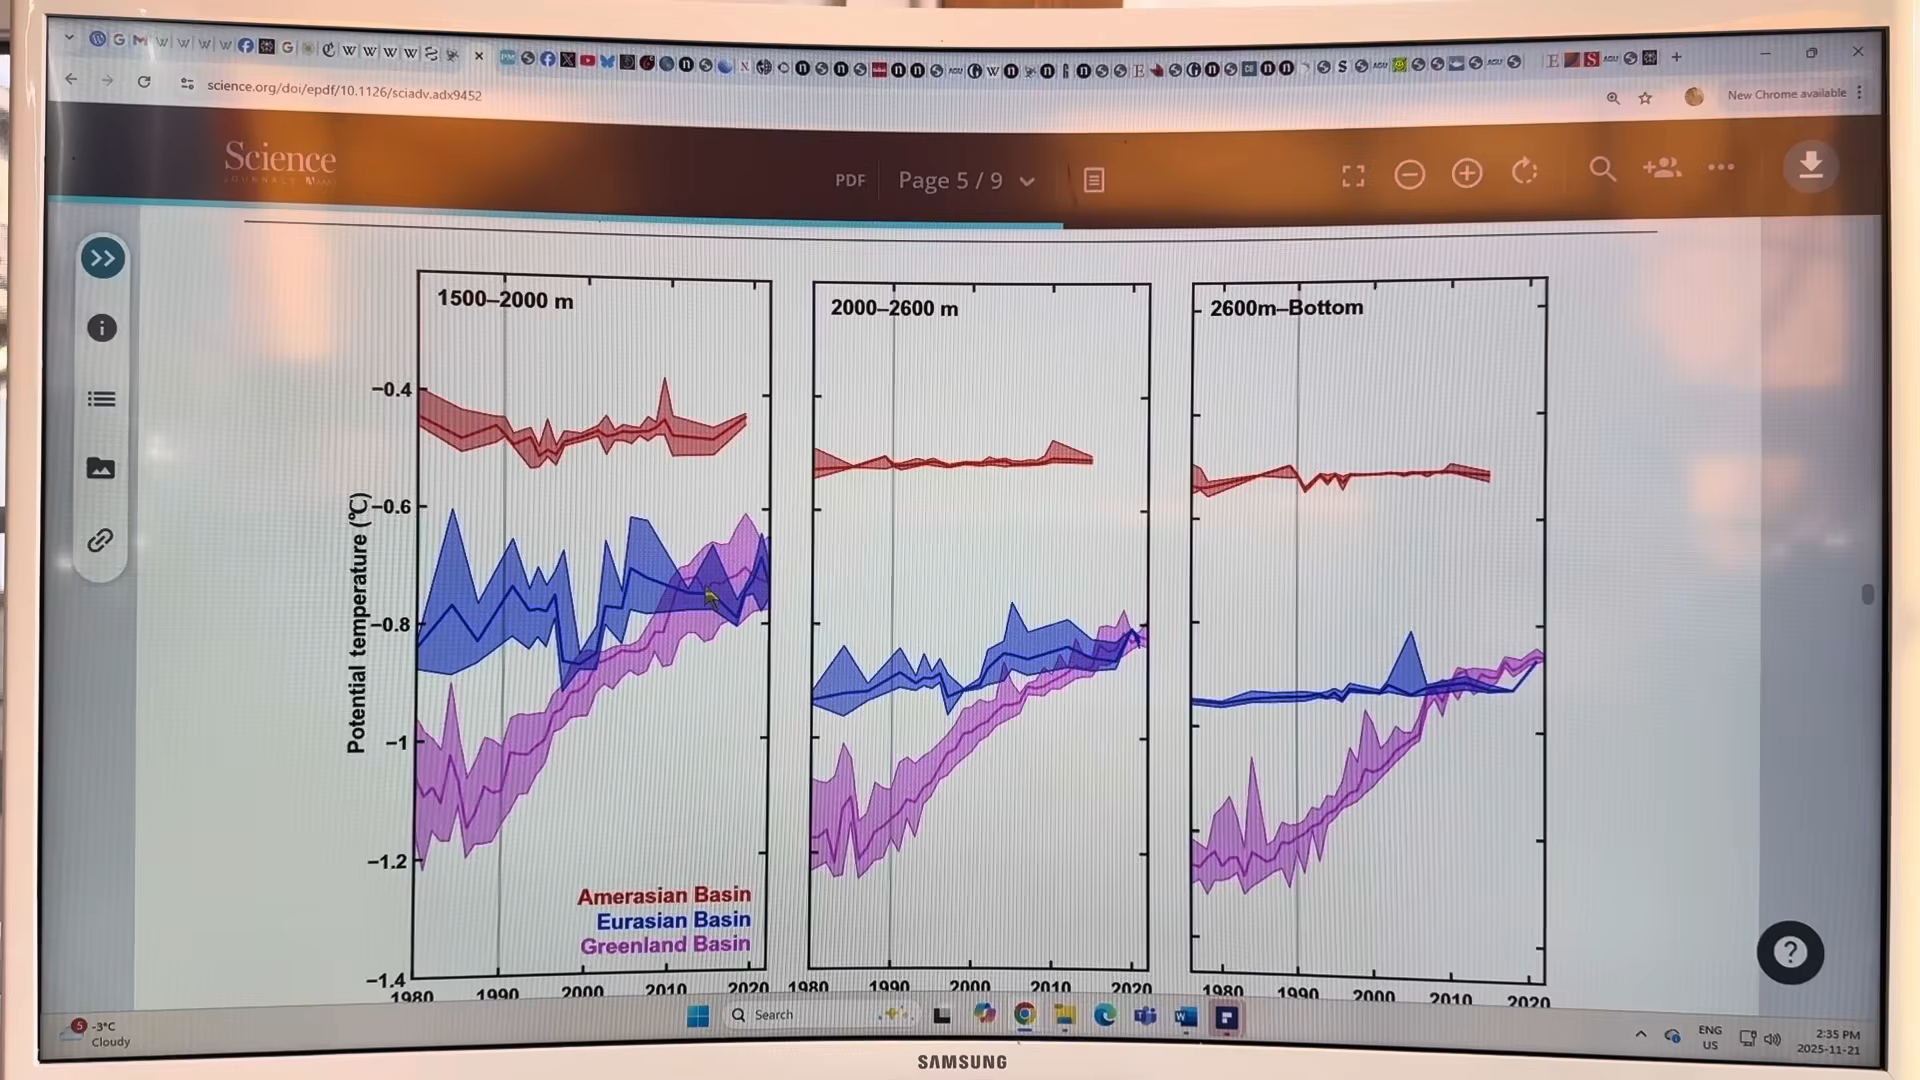 science.org/doi/epdf/10.1126/sciadv.adx9452
New Chrome available
Science
JOURNALS
PDF
Page 5 / 9
1500–2000 m
2000–2600 m
2600m–Bottom
Potential temperature (℃)
−0.4
−0.6
−0.8
−1
−1.2
−1.4
Amerasian Basin
Eurasian Basin
Greenland Basin
1980 1990 2000 2010 2020
1980 1990 2000 2010 2020
1980 1990 2000 2010 2020
5
-3°C
Cloudy
Search
ENG
US
2:35 PM
2025-11-21
SAMSUNG